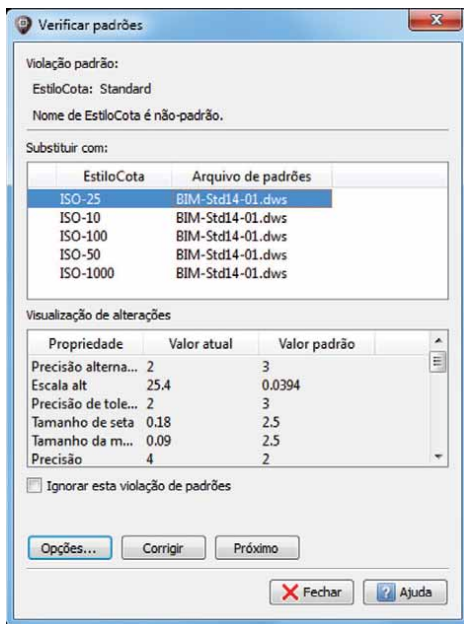 Verificar padrões
Violação padrão:
EstiloCota: Standard
Nome de EstiloCota é não-padrão.
Substituir com:
EstiloCota Arquivo de padrões
ISO-25 BIM-Std14-01.dws
ISO-10 BIM-Std14-01.dws
ISO-100 BIM-Std14-01.dws
ISO-50 BIM-Std14-01.dws
ISO-1000 BIM-Std14-01.dws
Visualização de alterações
Propriedade Valor atual Valor padrão
Precisão alterna... 2 3
Escala alt 25.4 0.0394
Precisão de tole... 2 3
Tamanho de seta 0.18 2.5
Tamanho da m... 0.09 2.5
Precisão 4 2
Ignorar esta violação de padrões
Opções... Corrigir Próximo
Fechar Ajuda